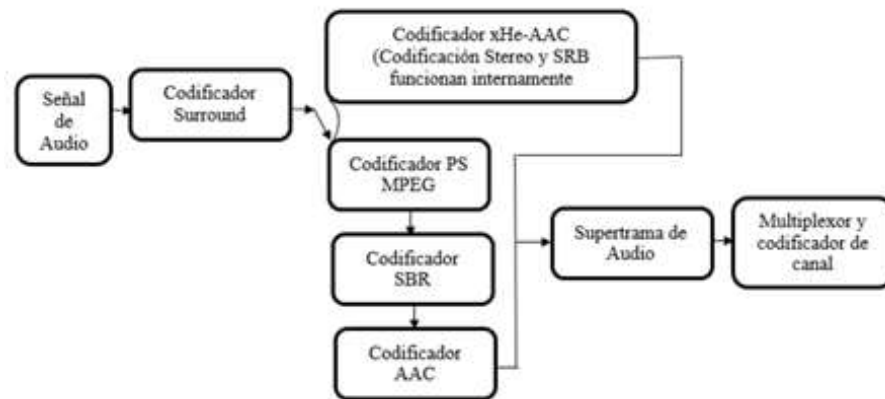 Señal
de
Audio
Codificador
Surround
Codificador xHe-AAC
(Codificación Stereo y SRB
funcionan internamente
Codificador PS
MPEG
Codificador
SBR
Codificador
AAC
Supertrama de
Audio
Multiplexor y
codificador de
canal